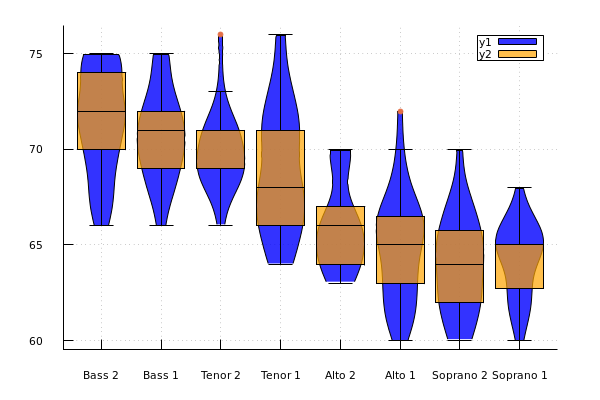 75
70
65
60
y1
y2
Bass 2 Bass 1 Tenor 2 Tenor 1 Alto 2 Alto 1 Soprano 2 Soprano 1